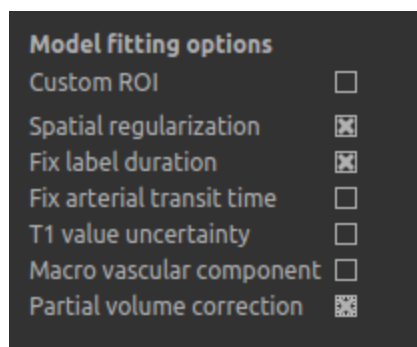 Model fitting options
Custom ROI
Spatial regularization
Fix label duration
Fix arterial transit time
T1 value uncertainty
Macro vascular component
Partial volume correction